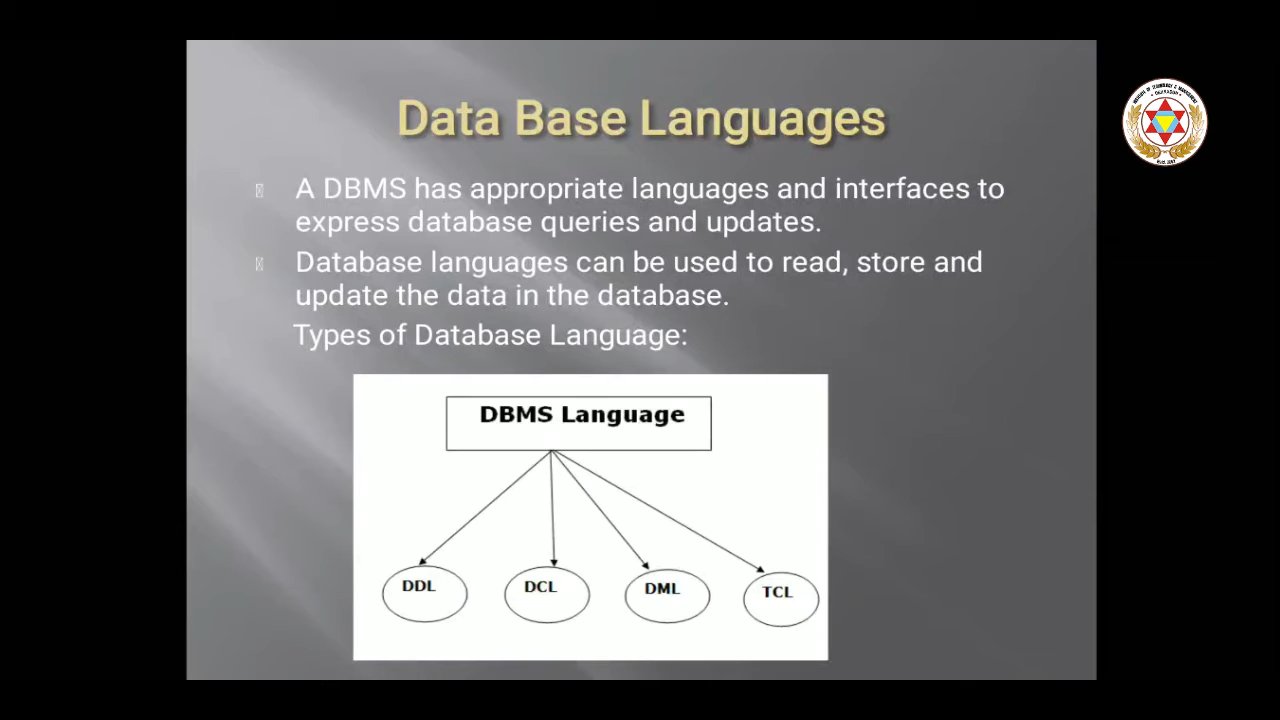 Data Base Languages
A DBMS has appropriate languages and interfaces to
express database queries and updates.
Database languages can be used to read, store and
update the data in the database.
Types of Database Language:
DBMS Language
DDL
DCL
DML
TCL